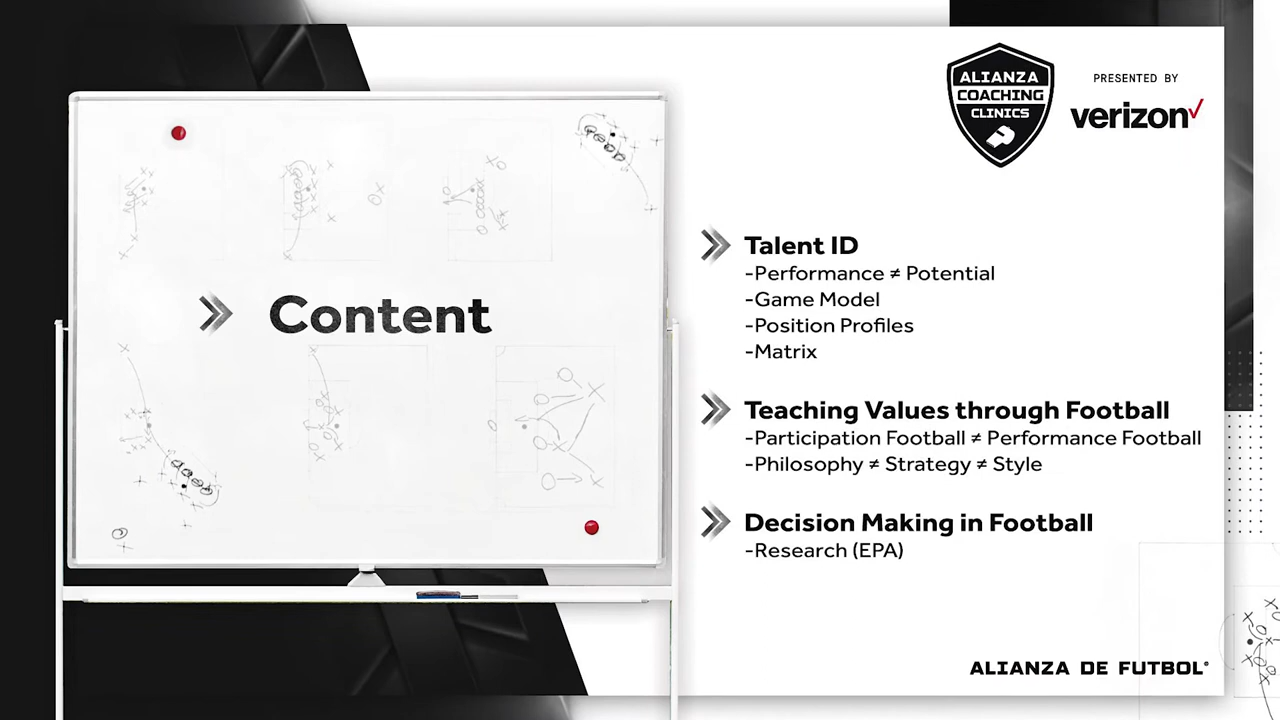 ALIANZA
COACHING
CLINICS
PRESENTED BY
verizon✓
Content
Talent ID
-Performance ≠ Potential
-Game Model
-Position Profiles
-Matrix
Teaching Values through Football
-Participation Football ≠ Performance Football
-Philosophy ≠ Strategy ≠ Style
Decision Making in Football
-Research (EPA)
ALIANZA DE FUTBOL